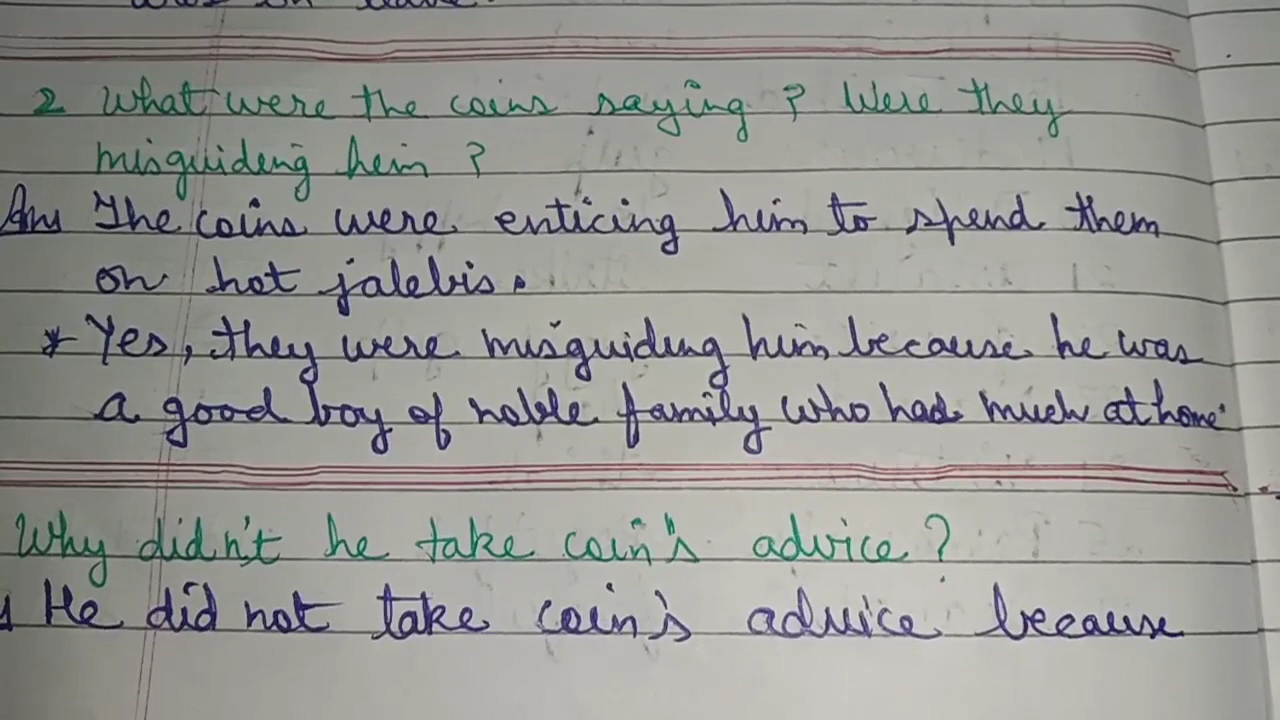 2 What were the coins saying ? Were they
misguiding him ?
Ans The coins were enticing him to spend them
on hot jalebis.
* Yes, they were misguiding him because he was
a good boy of noble family who had much at home.
Why didn't he take coin's advice ?
He did not take coin's advice because